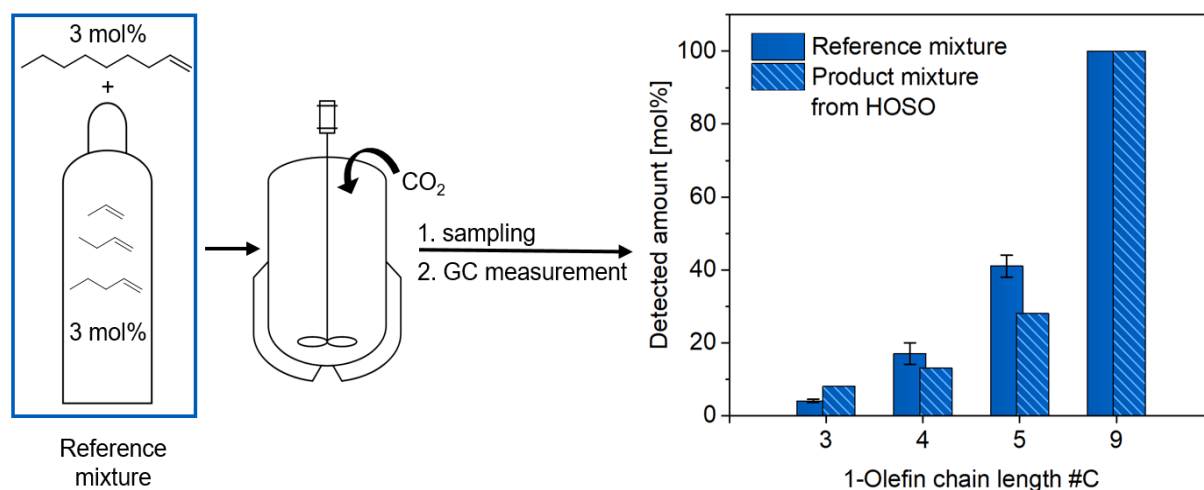 3 mol%
+
3 mol%
Reference
mixture
CO2
1. sampling
2. GC measurement
Detected amount [mol%]
100
80
60
40
20
0
Reference mixture
Product mixture
from HOSO
3 4 5 9
1-Olefin chain length #C